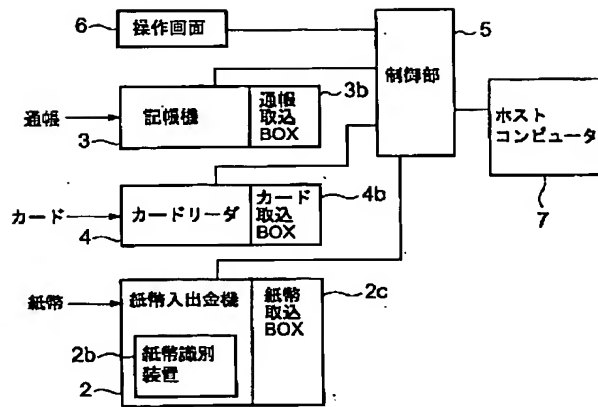 6
操作画面
5
制御部
通帳
記帳機
通帳
取込
BOX
3b
3
ホスト
コンピュータ
7
カード
カードリーダ
カード
取込
BOX
4b
4
紙幣
紙幣入出金機
紙幣
取込
BOX
2c
2b
紙幣識別
装置
2